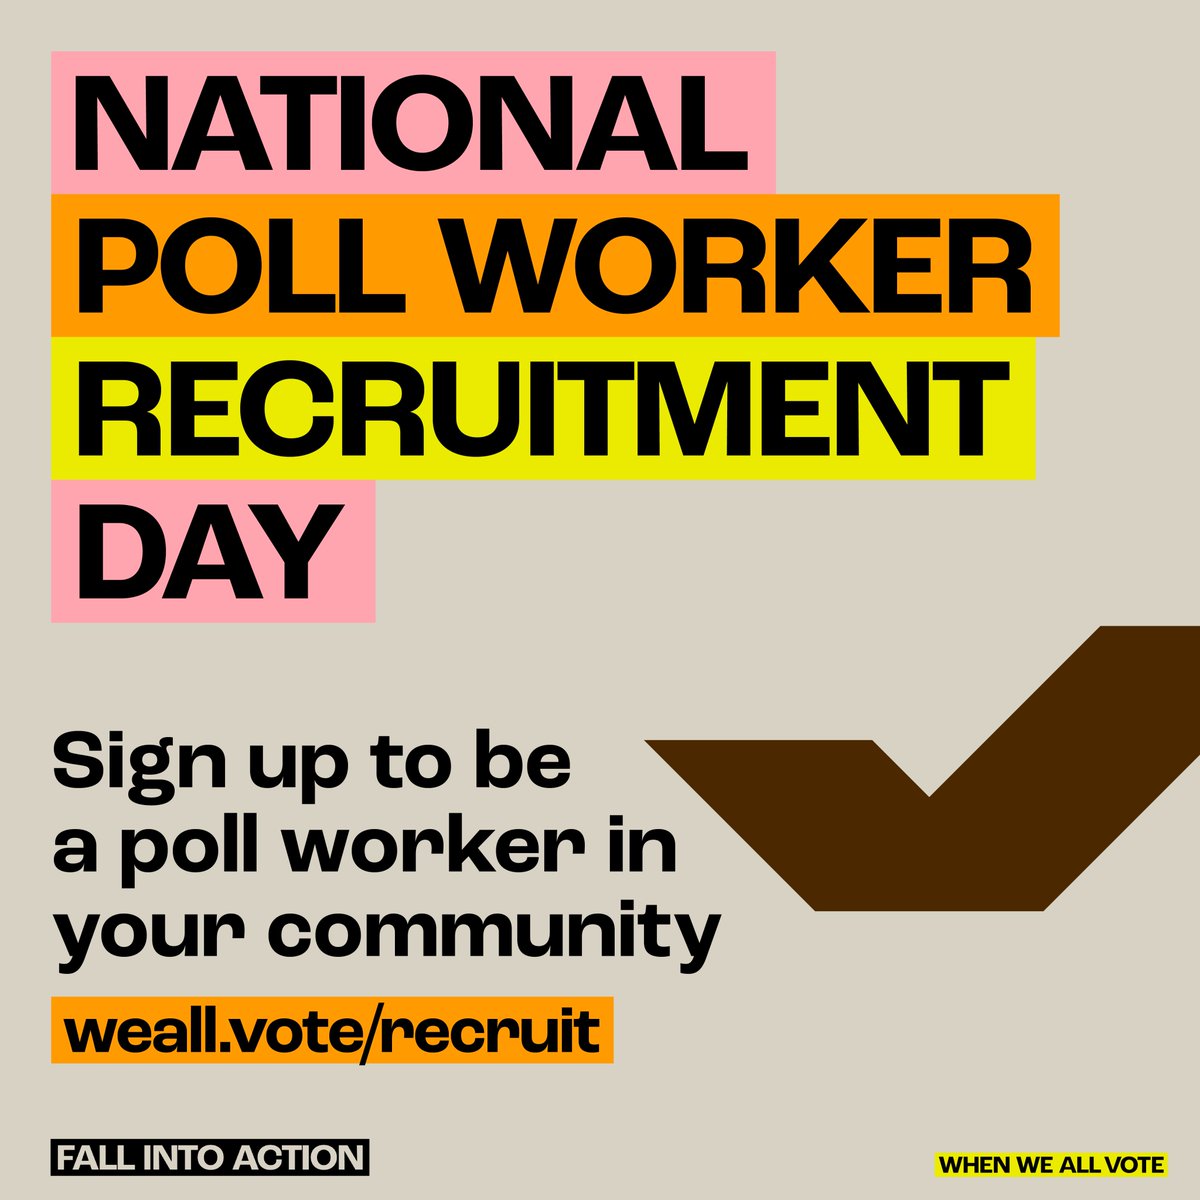 NATIONAL
POLL WORKER
RECRUITMENT
DAY
Sign up to be
a poll worker in
your community
weall.vote/recruit
FALL INTO ACTION
WHEN WE ALL VOTE